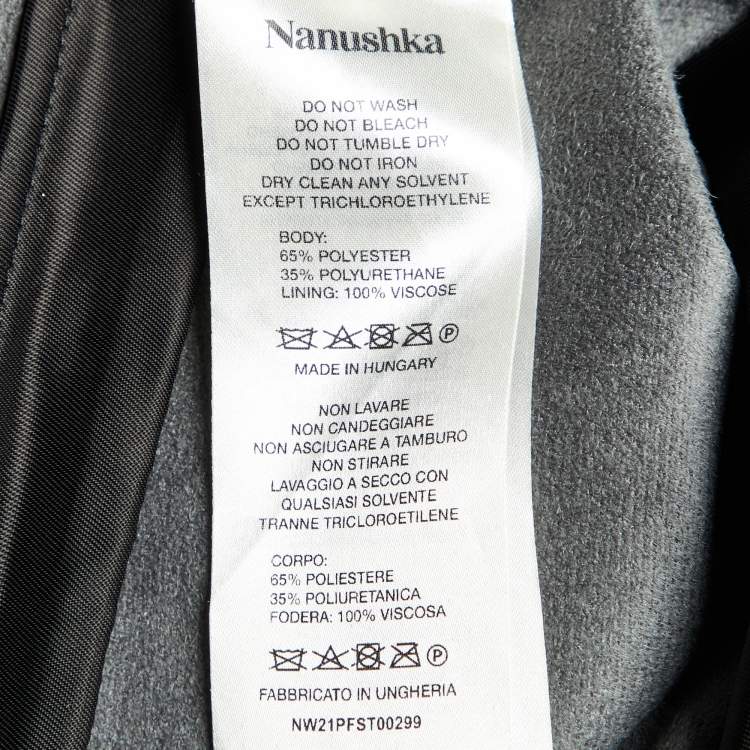 Nanushka
DO NOT WASH
DO NOT BLEACH
DO NOT TUMBLE DRY
DO NOT IRON
DRY CLEAN ANY SOLVENT
EXCEPT TRICHLOROETHYLENE
BODY:
65% POLYESTER
35% POLYURETHANE
LINING: 100% VISCOSE
P
MADE IN HUNGARY
NON LAVARE
NON CANDEGGIARE
NON ASCIUGARE A TAMBURO
NON STIRARE
LAVAGGIO A SECCO CON
QUALSIASI SOLVENTE
TRANNE TRICLOROETILENE
CORPO:
65% POLIESTERE
35% POLIURETANICA
FODERA: 100% VISCOSA
P
FABBRICATO IN UNGHERIA
NW21PFST00299